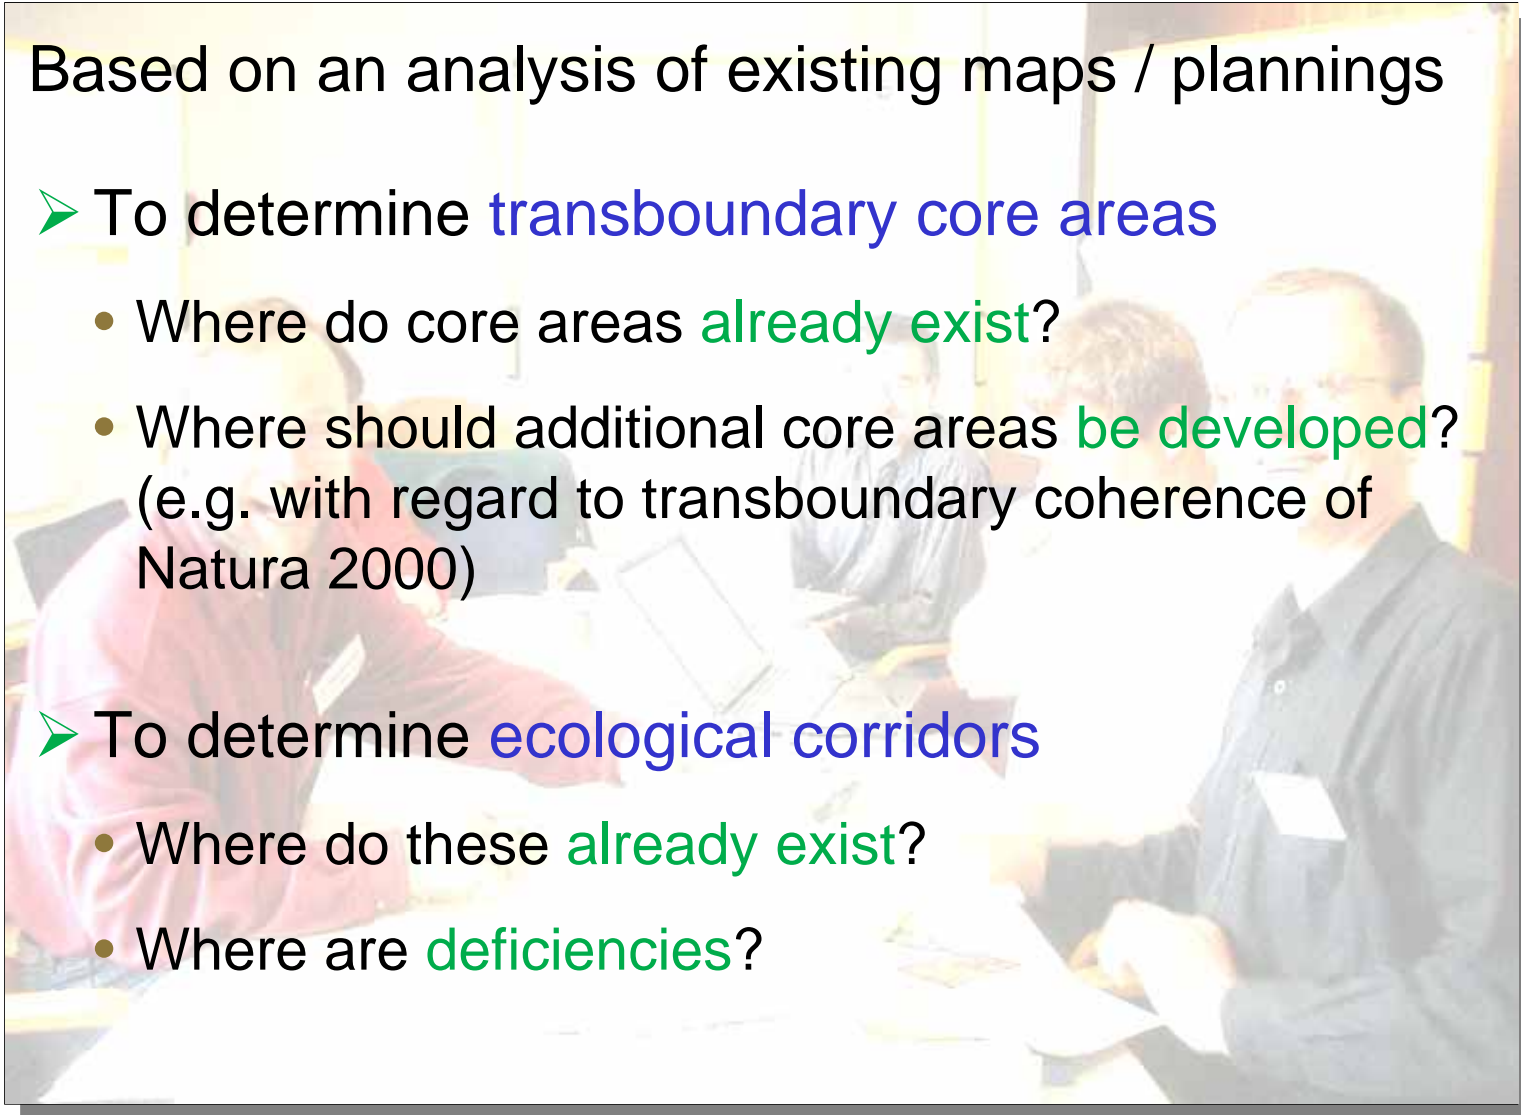 Based on an analysis of existing maps / plannings
To determine transboundary core areas
Where do core areas already exist?
Where should additional core areas be developed?
(e.g. with regard to transboundary coherence of
Natura 2000)
To determine ecological corridors
Where do these already exist?
Where are deficiencies?